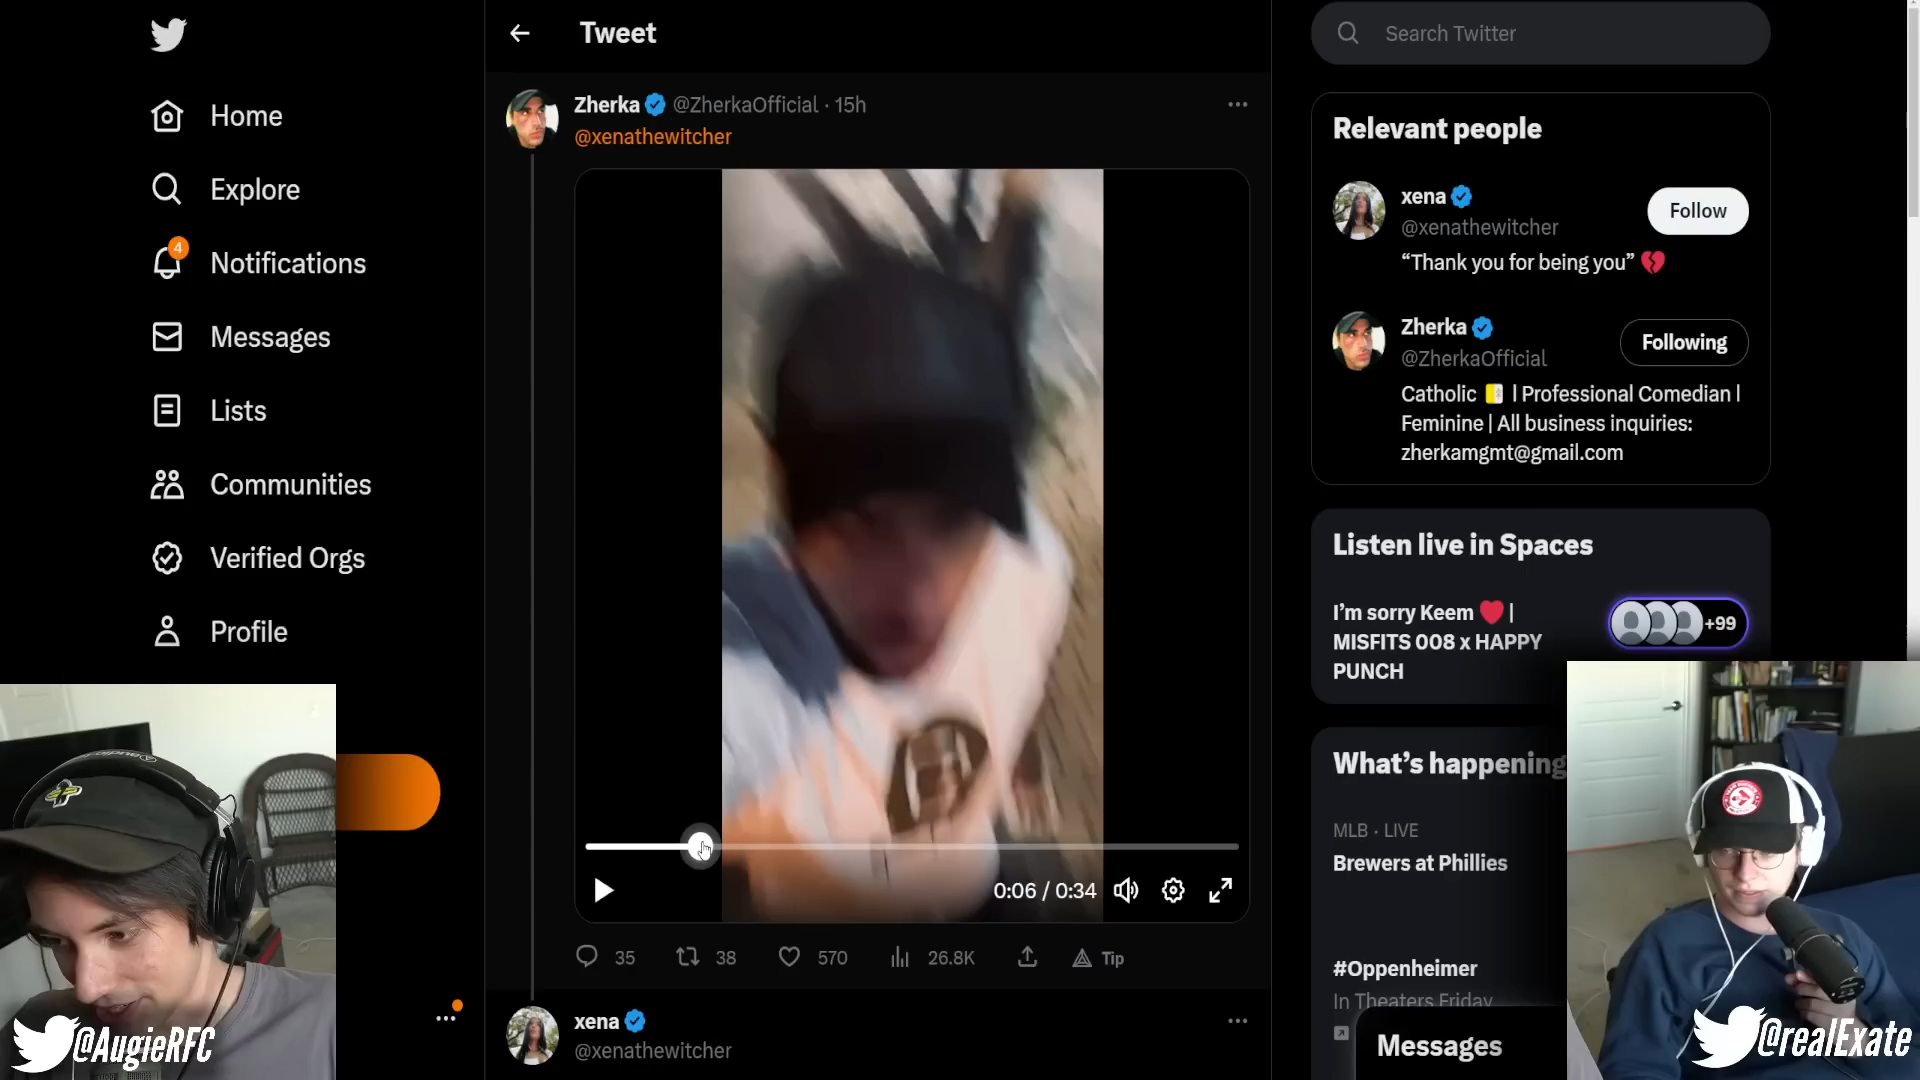 Home
Explore
4
Notifications
Messages
Lists
Communities
Verified Orgs
Profile
Tweet
Zherka @ZherkaOfficial · 15h
@xenathewitcher
0:06 / 0:34
35
38
570
26.8K
Tip
xena
@xenathewitcher
Search Twitter
Relevant people
xena
@xenathewitcher
Follow
“Thank you for being you” 💔
Zherka
@ZherkaOfficial
Following
Catholic 🇻🇦 | Professional Comedian |
Feminine | All business inquiries:
zherkamgmt@gmail.com
Listen live in Spaces
I’m sorry Keem ❤️ |
MISFITS 008 x HAPPY
PUNCH
+99
What’s happening
MLB · LIVE
Brewers at Phillies
#Oppenheimer
In Theaters Friday
Messages
@AugieRFC
@realExate